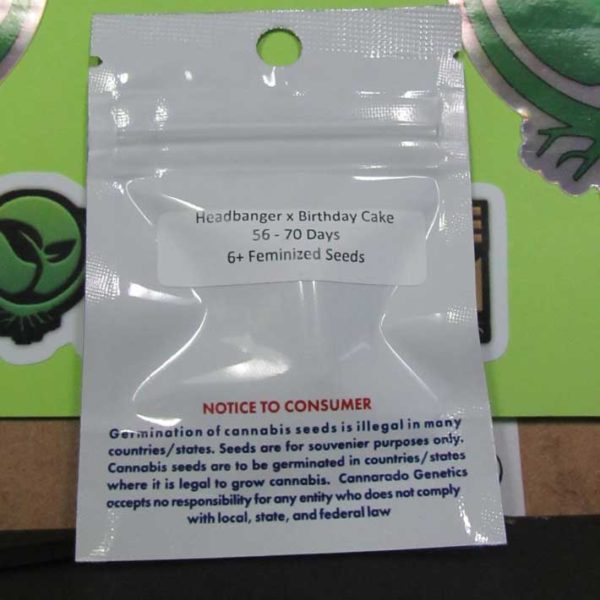 Headbanger x Birthday Cake
56 - 70 Days
6+ Feminized Seeds
NOTICE TO CONSUMER
Germination of cannabis seeds is illegal in many
countries/states. Seeds are for souvenier purposes only.
Cannabis seeds are to be germinated in countries/states
where it is legal to grow cannabis. Cannarado Genetics
accepts no responsibility for any entity who does not comply
with local, state, and federal law